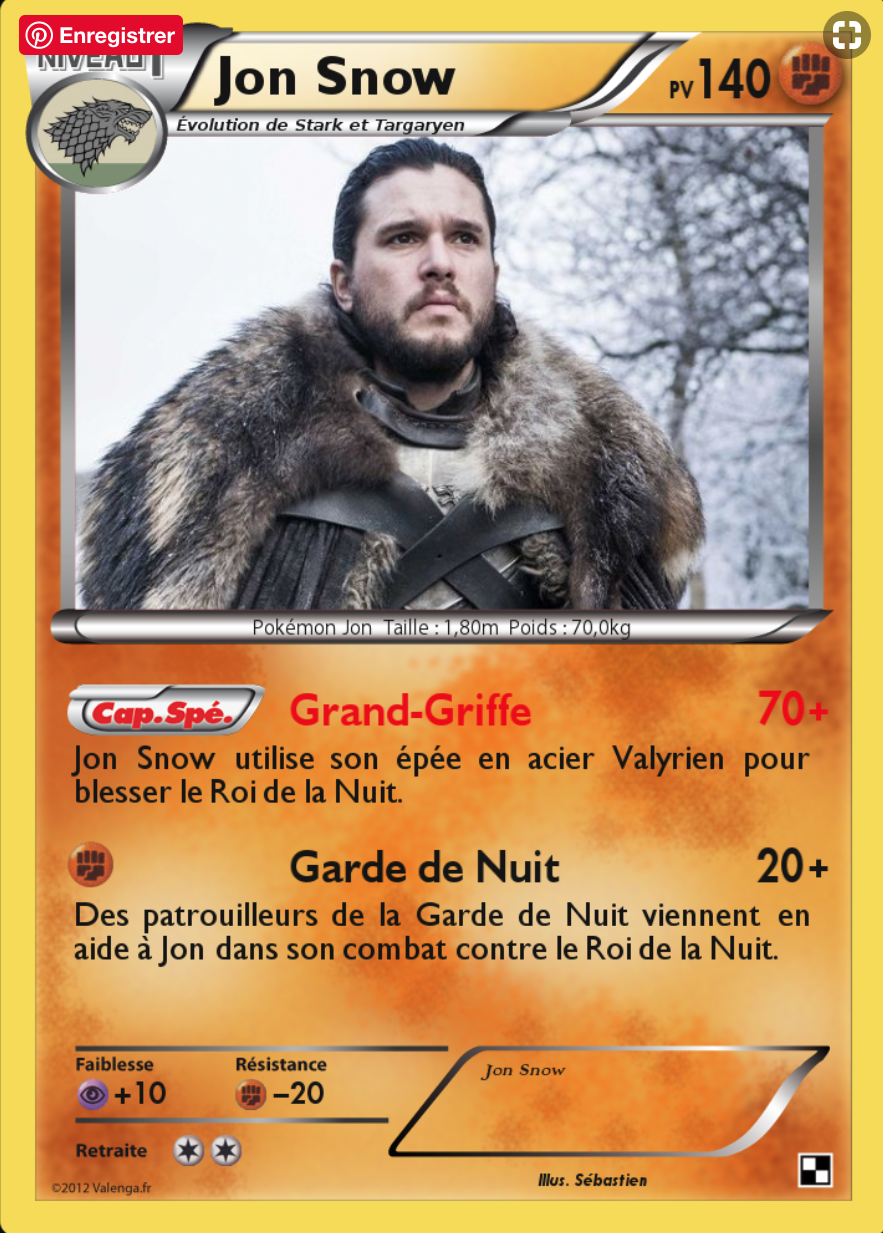 Enregistrer
NIVEAU 1
Jon Snow
PV 140
Évolution de Stark et Targaryen
Pokémon Jon Taille : 1,80m Poids : 70,0kg
Cap.Spé. Grand-Griffe 70+
Jon Snow utilise son épée en acier Valyrien pour
blesser le Roi de la Nuit.
Garde de Nuit 20+
Des patrouilleurs de la Garde de Nuit viennent en
aide à Jon dans son combat contre le Roi de la Nuit.
Faiblesse Résistance
+10 –20
Jon Snow
Retraite
Illus. Sébastien
©2012 Valenga.fr